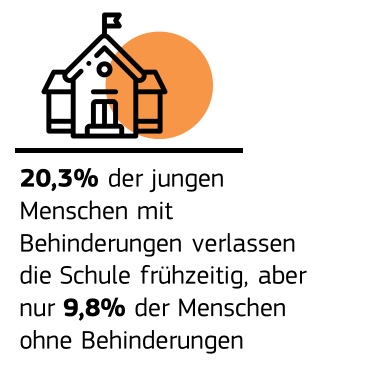 20,3% der jungen
Menschen mit
Behinderungen verlassen
die Schule frühzeitig, aber
nur 9,8% der Menschen
ohne Behinderungen